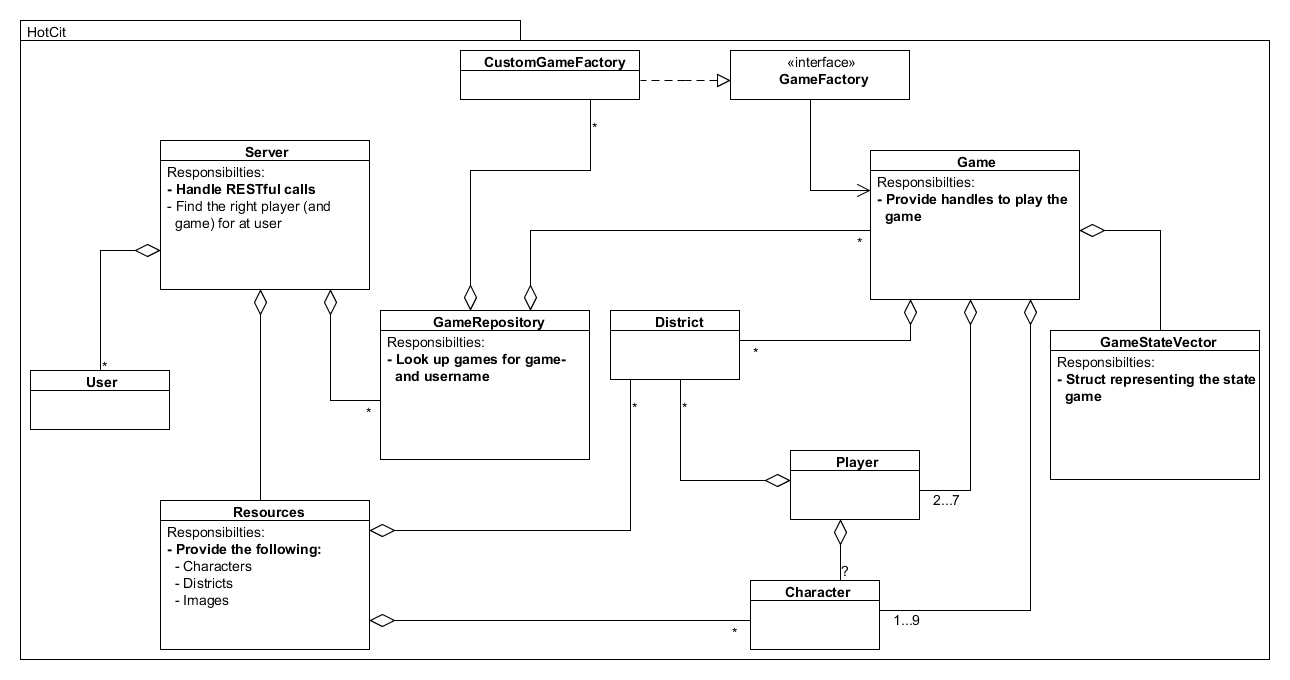 HotCit
CustomGameFactory
«interface»
GameFactory
*
Server
Responsibilties:
- Handle RESTful calls
- Find the right player (and
game) for at user
Game
Responsibilties:
- Provide handles to play the
game
*
GameRepository
Responsibilties:
- Look up games for game-
and username
*
District
*
*
*
GameStateVector
Responsibilties:
- Struct representing the state
game
*
User
Player
2...7
Resources
Responsibilties:
- Provide the following:
- Characters
- Districts
- Images
?
Character
*
1...9